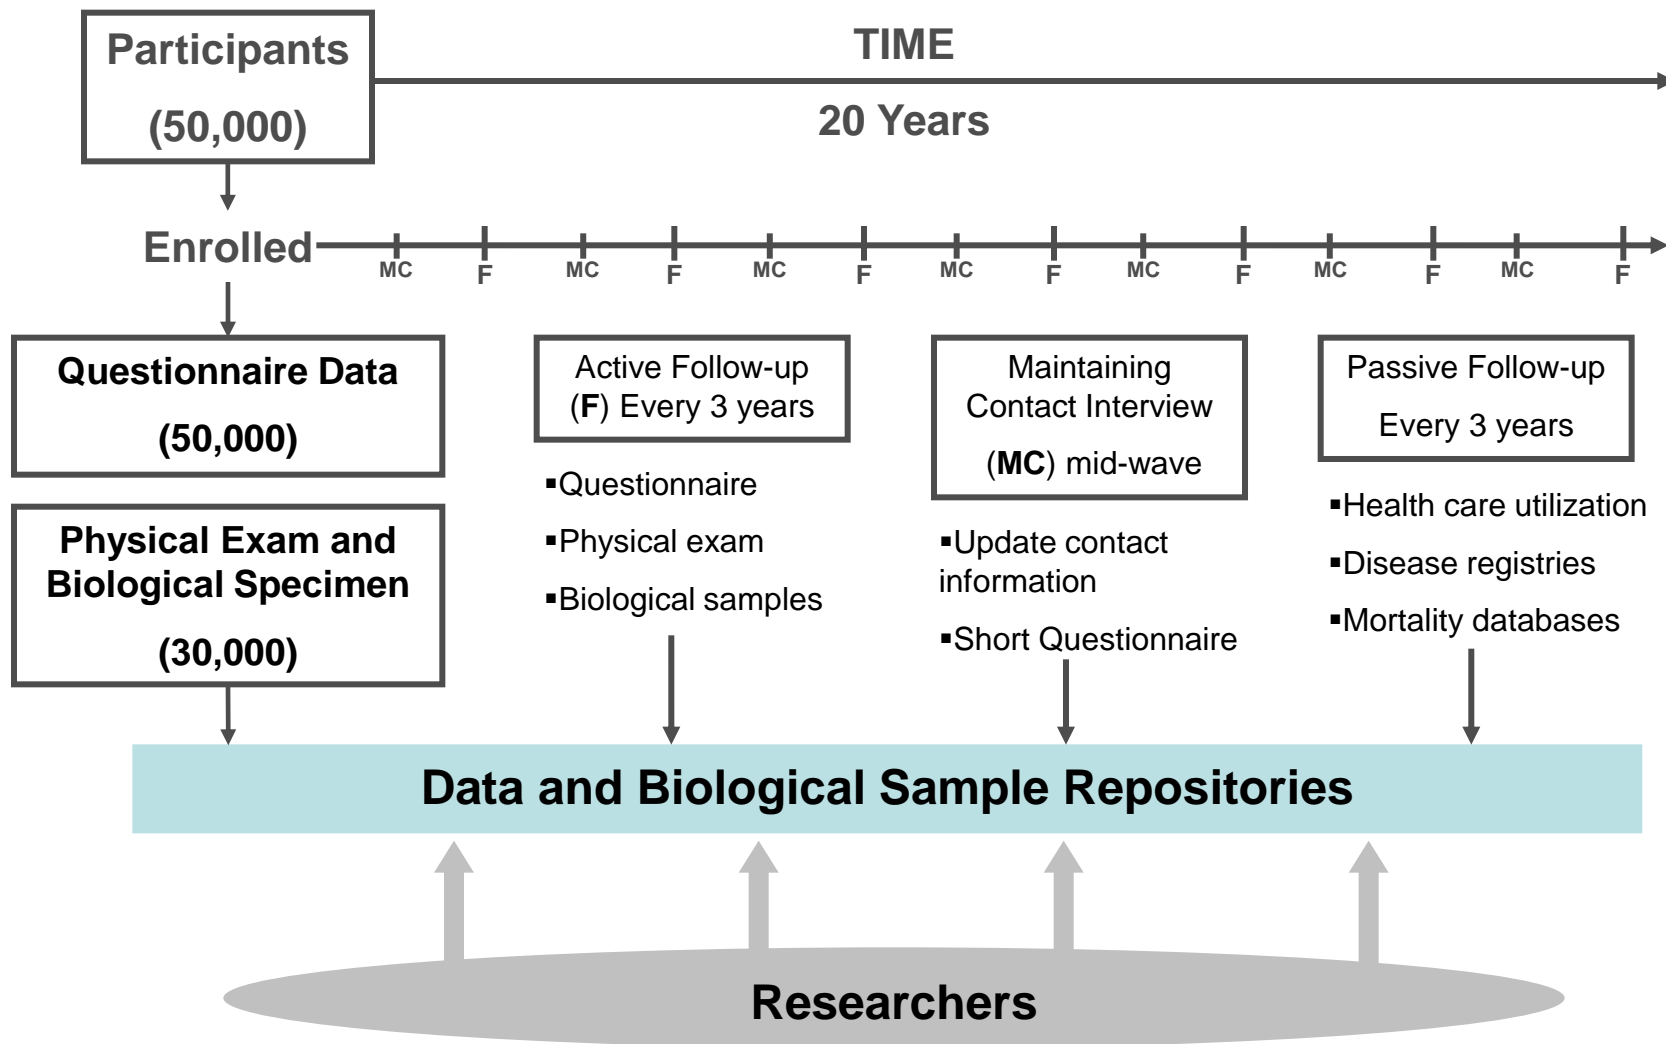 Participants
(50,000)
TIME
20 Years
Enrolled
MC
F
MC
F
MC
F
MC
F
MC
F
MC
F
MC
F
Questionnaire Data
(50,000)
Physical Exam and
Biological Specimen
(30,000)
Active Follow-up
(F) Every 3 years
▪Questionnaire
▪Physical exam
▪Biological samples
Maintaining
Contact Interview
(MC) mid-wave
▪Update contact
information
▪Short Questionnaire
Passive Follow-up
Every 3 years
▪Health care utilization
▪Disease registries
▪Mortality databases
Data and Biological Sample Repositories
Researchers